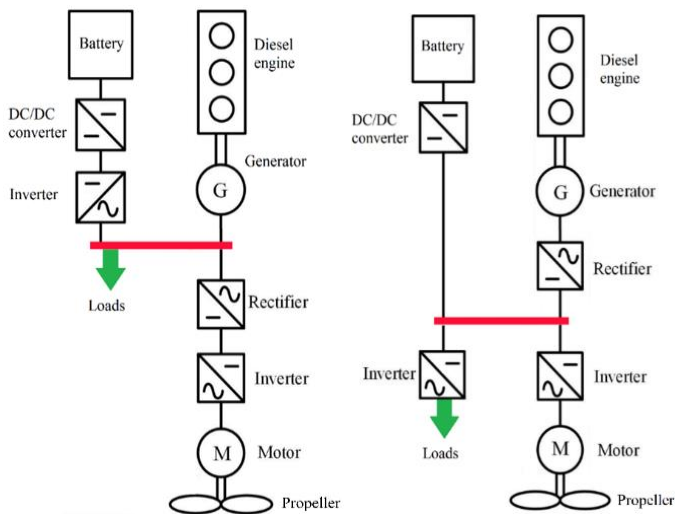 Battery
Diesel
engine
DC/DC
converter
Generator
Inverter
G
Loads
Rectifier
Inverter
M
Motor
Propeller
Battery
Diesel
engine
DC/DC
converter
G
Generator
Rectifier
Inverter
Inverter
Loads
M
Motor
Propeller